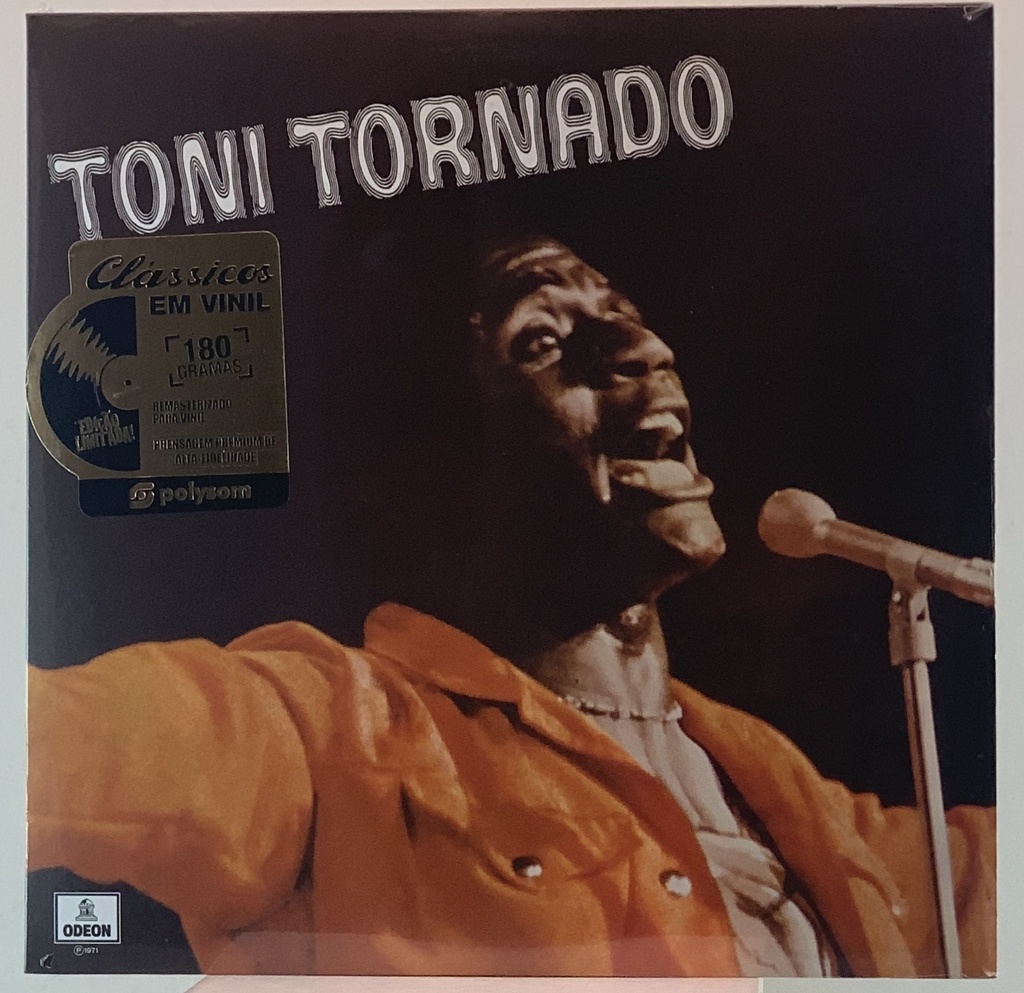 TONI TORNADO
Clássicos
EM VINIL
180
GRAMAS
REMASTERIZADO
PARA VINIL
EDIÇÃO
LIMITADA!
PRENSAGEM PREMIUM DE
ALTA FIDELIDADE
polysom
ODEON
℗1971